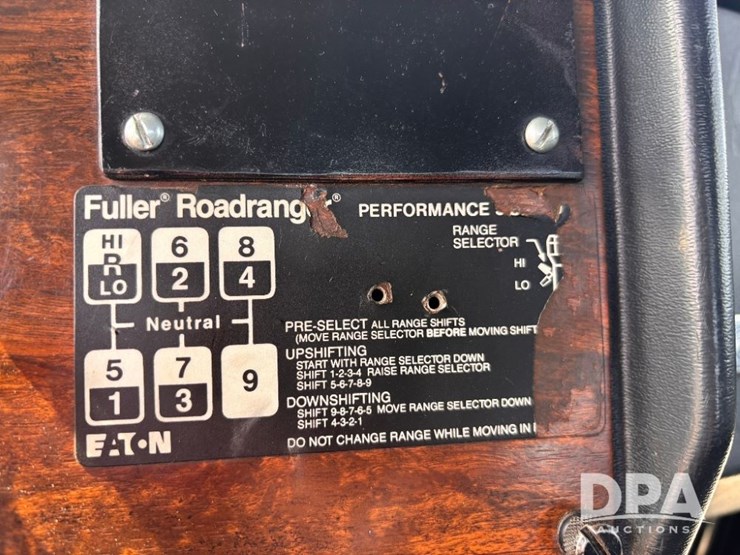 Fuller® ®
PERFORMANCE
RANGE
SELECTOR
HI
LO
HI
R
LO
6
2
8
4
Neutral
5
1
7
3
9
PRE-SELECT ALL RANGE SHIFTS
(MOVE RANGE SELECTOR BEFORE MOVING SHIFT
UPSHIFTING
START WITH RANGE SELECTOR DOWN
SHIFT 1-2-3-4 RAISE RANGE SELECTOR
SHIFT 5-6-7-8-9
DOWNSHIFTING
SHIFT 9-8-7-6-5 MOVE RANGE SELECTOR DOWN
SHIFT 4-3-2-1
DO NOT CHANGE RANGE WHILE MOVING IN
EATON
DPA
AUCTIONS